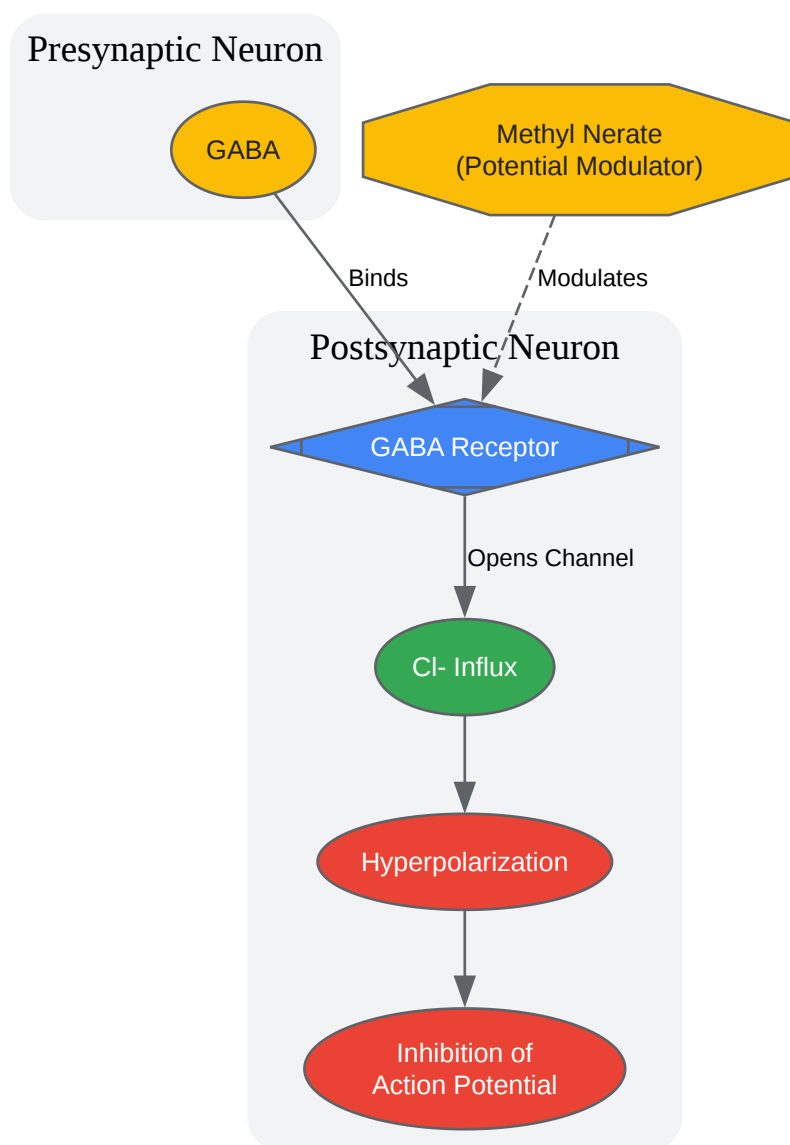 Presynaptic Neuron
GABA
Methyl Nerate
(Potential Modulator)
Binds
Modulates
Postsynaptic Neuron
GABA Receptor
Opens Channel
Cl- Influx
Hyperpolarization
Inhibition of
Action Potential